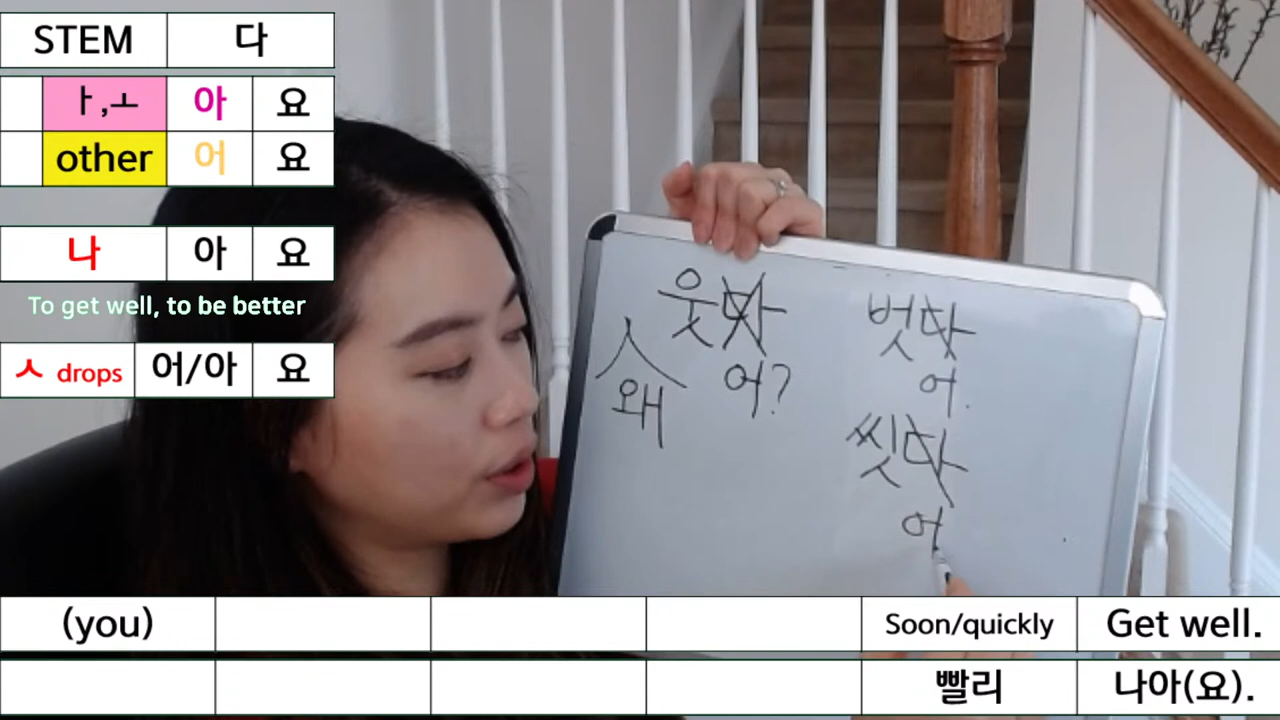 STEM 다
ㅏ,ㅗ 아 요
other 어 요
나 아 요
To get well, to be better
ㅅ drops 어/아 요
웃다 벗다
ㅅ 어? 어.
왜 씻다
어
(you) Soon/quickly Get well.
빨리 나아(요).